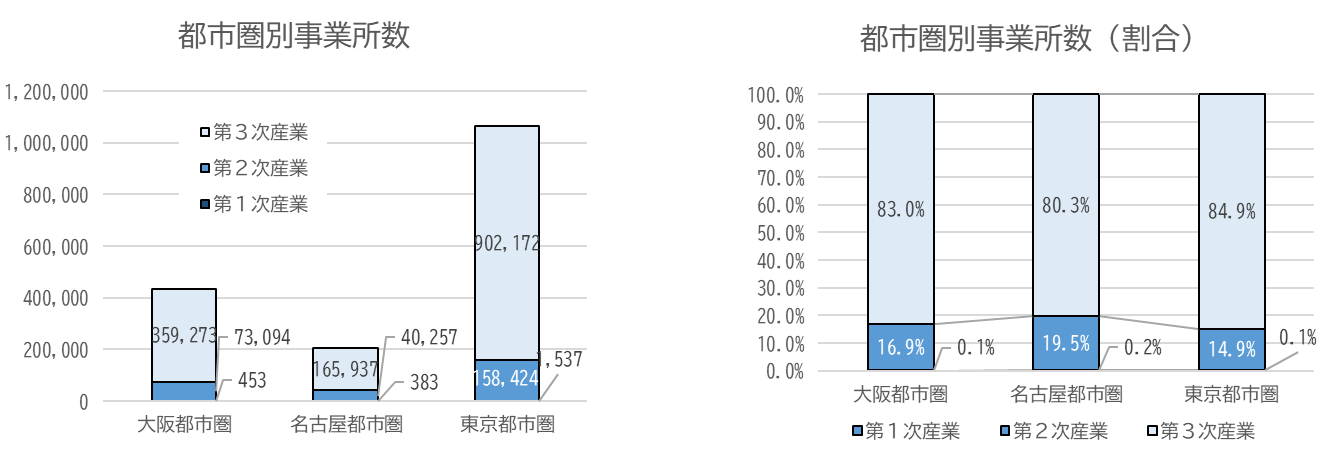 都市圏別事業所数
1,200,000
1,000,000
800,000
600,000
400,000
200,000
0
第３次産業
第２次産業
第１次産業
359,273
73,094
453
165,937
40,257
383
902,172
158,424
1,537
大阪都市圏
名古屋都市圏
東京都市圏
都市圏別事業所数（割合）
100.0%
90.0%
80.0%
70.0%
60.0%
50.0%
40.0%
30.0%
20.0%
10.0%
0.0%
83.0%
16.9%
0.1%
80.3%
19.5%
0.2%
84.9%
14.9%
0.1%
大阪都市圏
名古屋都市圏
東京都市圏
第１次産業
第２次産業
第３次産業